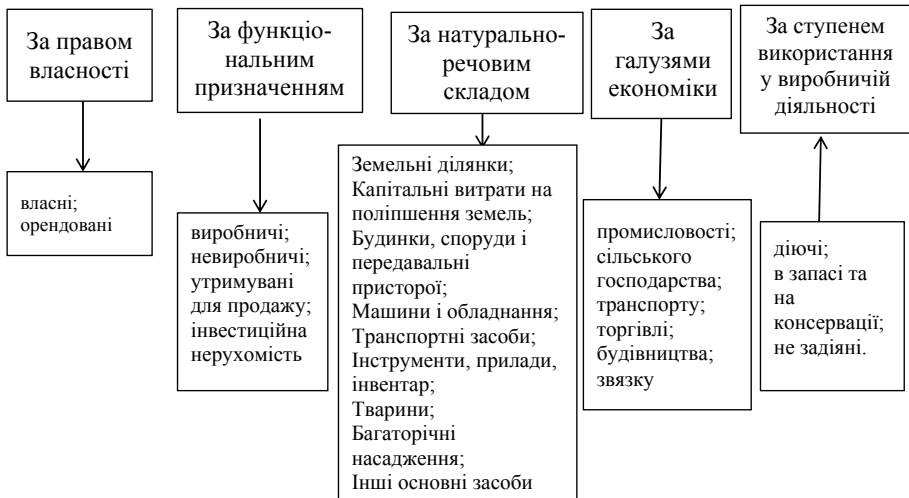 За правом
власності
За функціо-
нальним
призначенням
За натурально-
речовим
складом
За
галузями
економіки
За ступенем
використання
у виробничій
діяльності
власні;
орендовані
виробничі;
невиробничі;
утримувані
для продажу;
інвестиційна
нерухомість
Земельні ділянки;
Капітальні витрати на
поліпшення земель;
Будинки, споруди і
передавальні
присторої;
Машини і обладнання;
Транспортні засоби;
Інструменти, прилади,
інвентар;
Тварини;
Багаторічні
насадження;
Інші основні засоби
промисловості;
сільського
господарства;
транспорту;
торгівлі;
будівництва;
звязку
діючі;
в запасі та
на
консервації;
не задіяні.